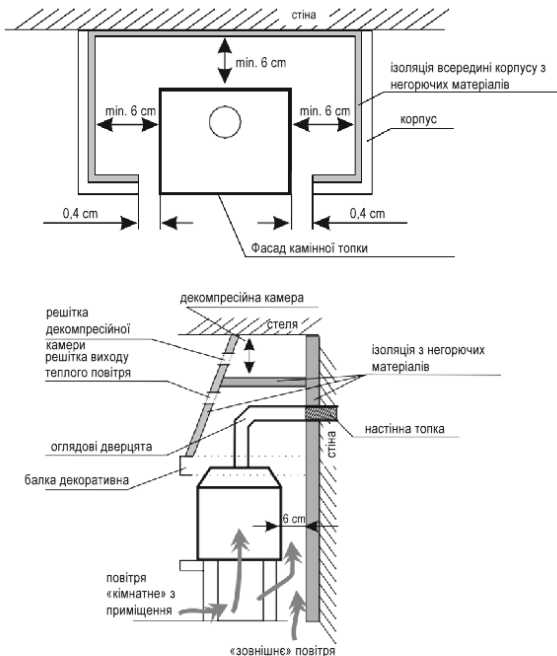 стіна
min. 6 cm
min. 6 cm
min. 6 cm
ізоляція всередині корпусу з
негорючих матеріалів
корпус
0,4 cm
0,4 cm
Фасад камінної топки
декомпресійна камера
стеля
решітка
декомпресійної
камери
решітка виходу
теплого повітря
ізоляція з негорючих
матеріалів
оглядові дверцята
настінна топка
стіна
балка декоративна
6 cm
повітря
«кімнатне» з
приміщення
«зовнішнє» повітря